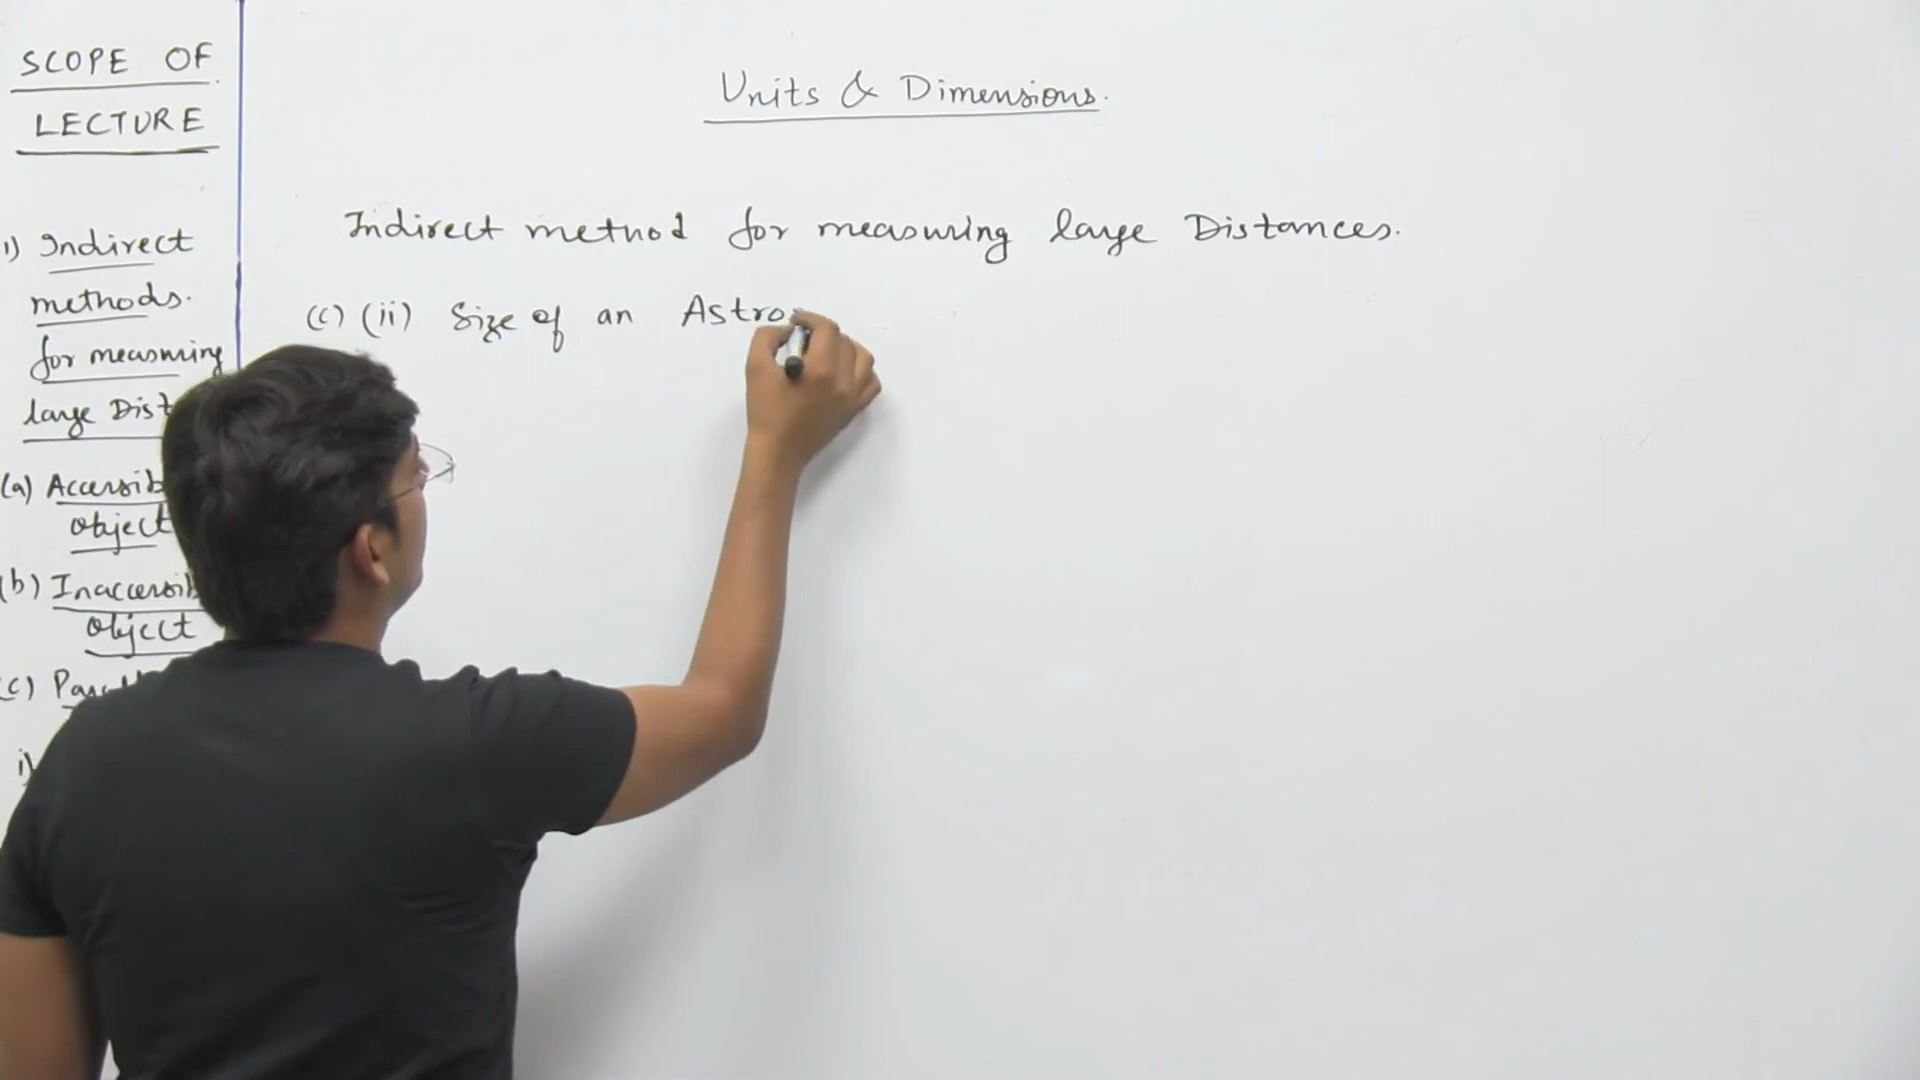 SCOPE OF
LECTURE
1) Indirect
methods.
for measuring
large Dist
(a) Accessib
object
(b) Inaccessib
object
(c) Par
i)
Units & Dimensions.
Indirect method for measuring large Distances.
(c) (ii) Size of an Astro